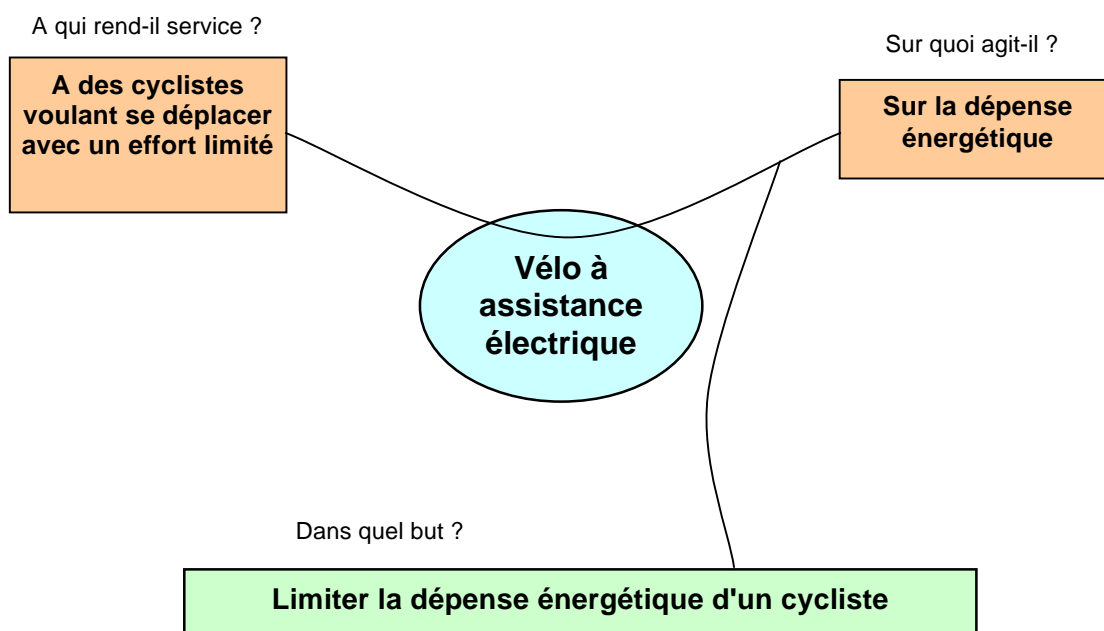 A qui rend-il service ?
Sur quoi agit-il ?
A des cyclistes
voulant se déplacer
avec un effort limité
Sur la dépense
énergétique
Vélo à
assistance
électrique
Dans quel but ?
Limiter la dépense énergétique d'un cycliste